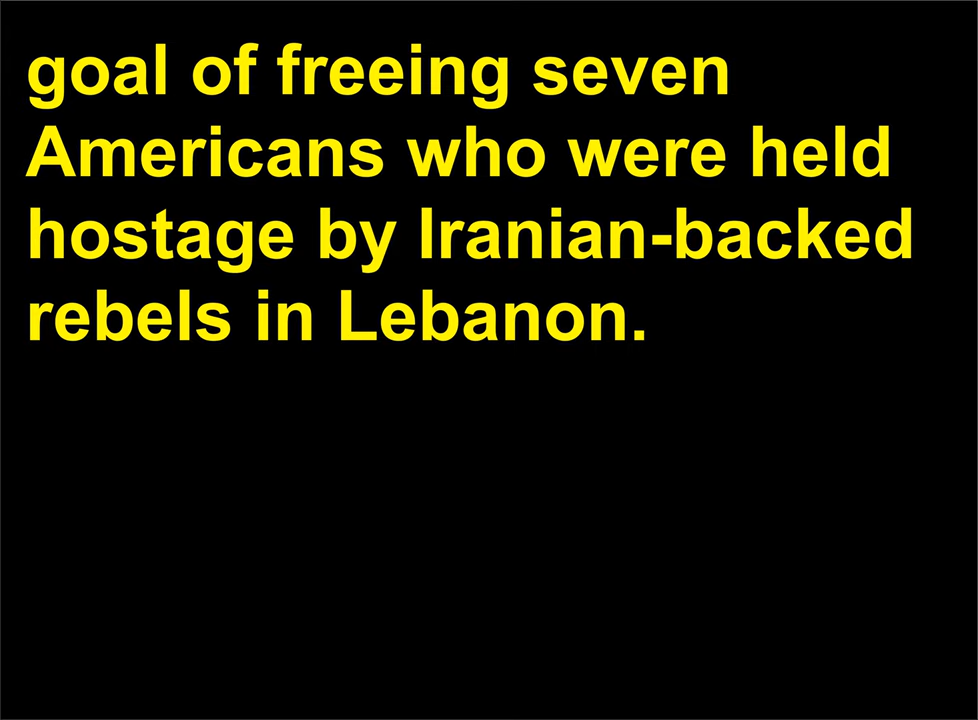 goal of freeing seven
Americans who were held
hostage by Iranian-backed
rebels in Lebanon.